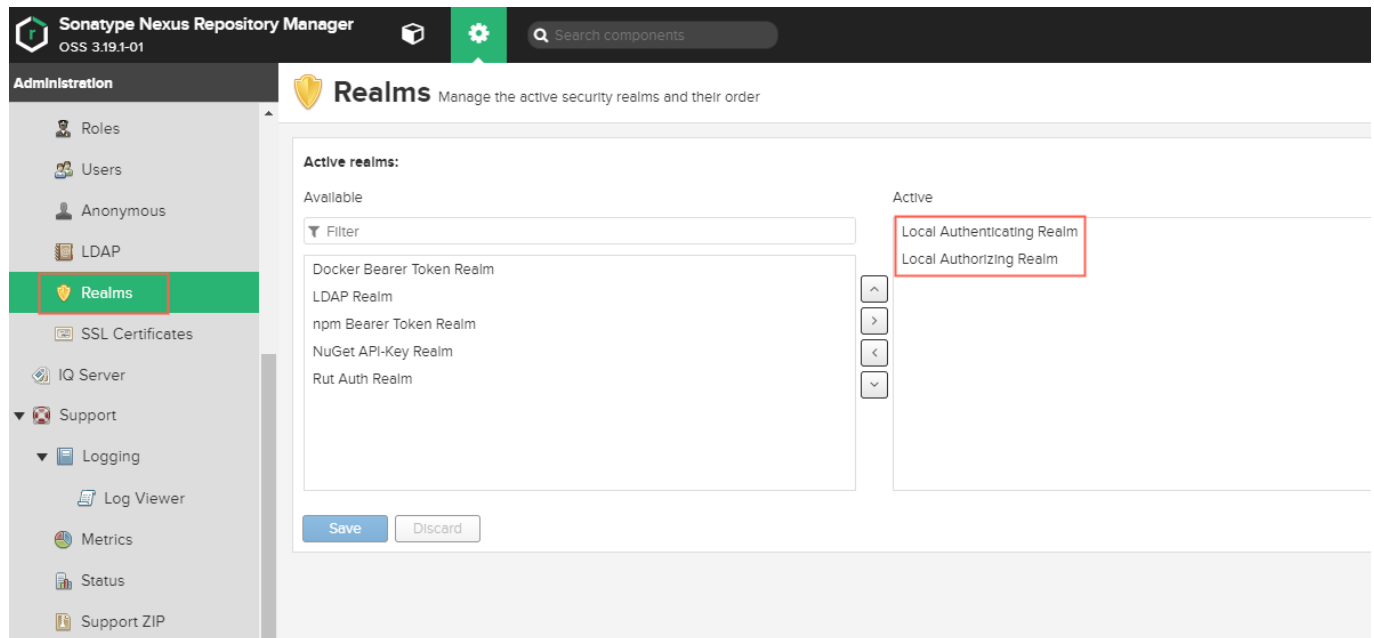 Sonatype Nexus Repository Manager
OSS 3.19.1-01
Search components
Administration
Roles
Users
Anonymous
LDAP
Realms
SSL Certificates
IQ Server
Support
Logging
Log Viewer
Metrics
Status
Support ZIP
Realms Manage the active security realms and their order
Active realms:
Available
Filter
Docker Bearer Token Realm
LDAP Realm
npm Bearer Token Realm
NuGet API-Key Realm
Rut Auth Realm
Active
Local Authenticating Realm
Local Authorizing Realm
Save Discard